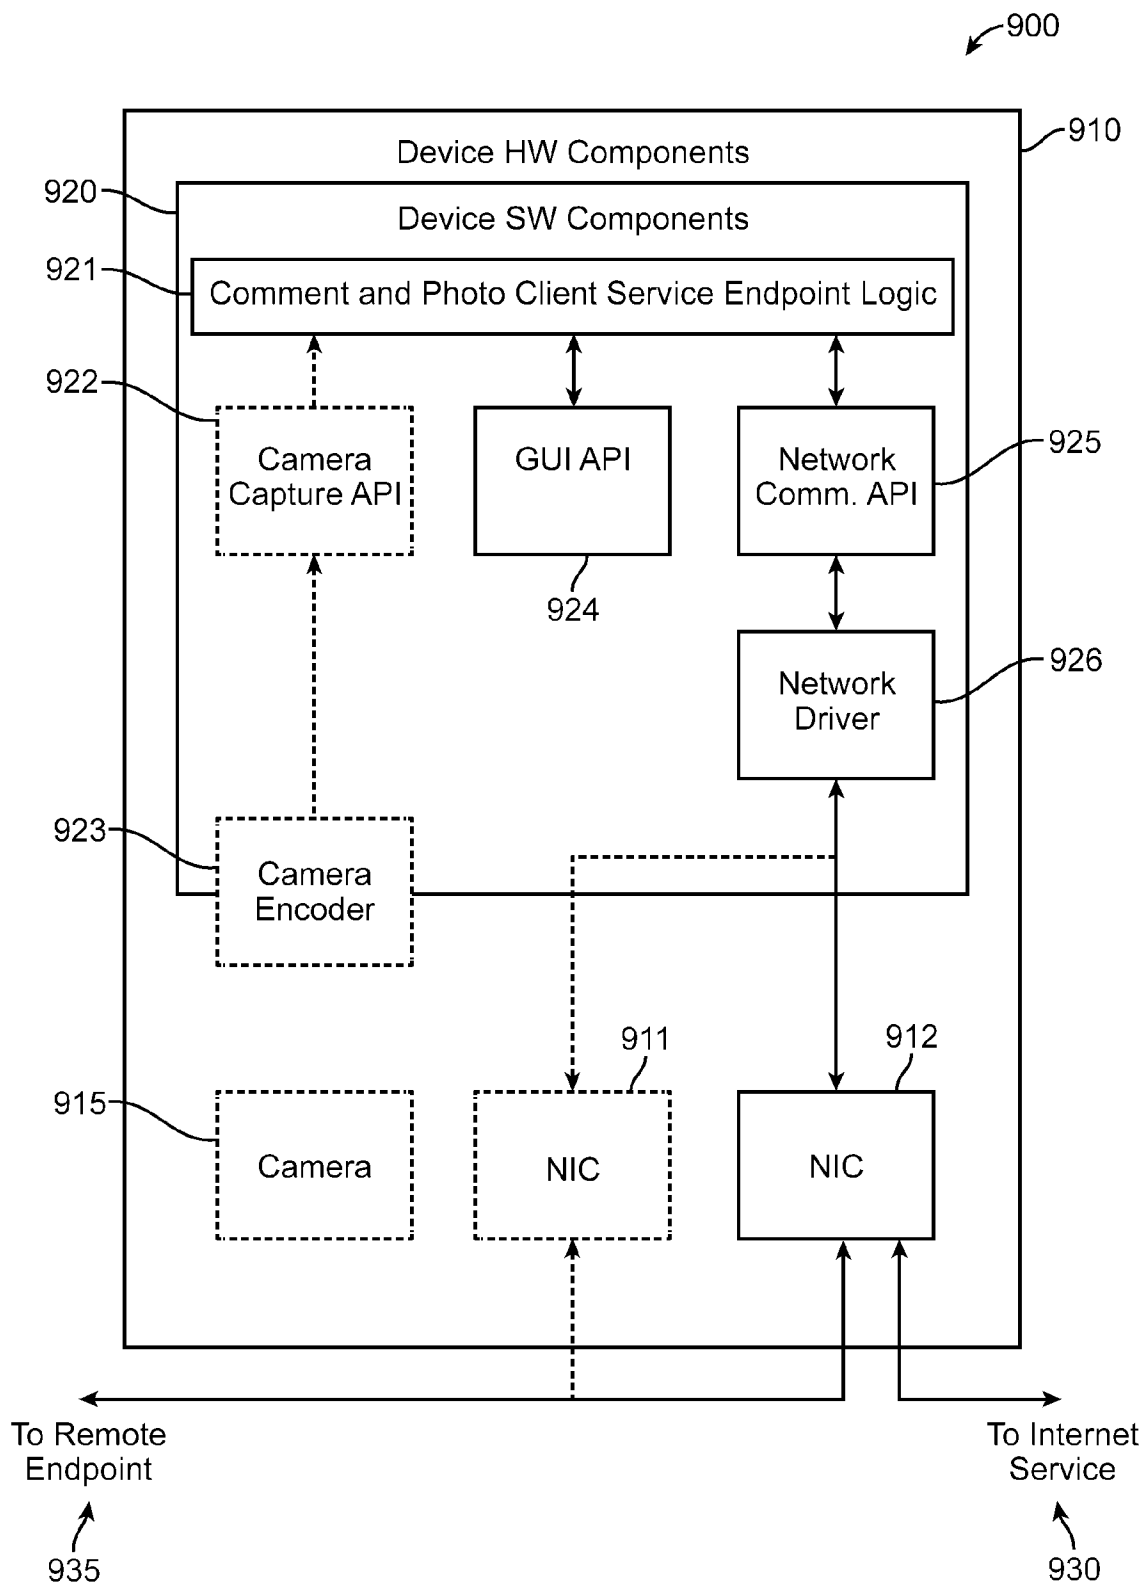 900
910
Device HW Components
920
Device SW Components
921
Comment and Photo Client Service Endpoint Logic
922
Camera
Capture API
GUI API
Network
Comm. API
925
924
926
Network
Driver
923
Camera
Encoder
911
912
915
Camera
NIC
NIC
To Remote
Endpoint
To Internet
Service
935
930